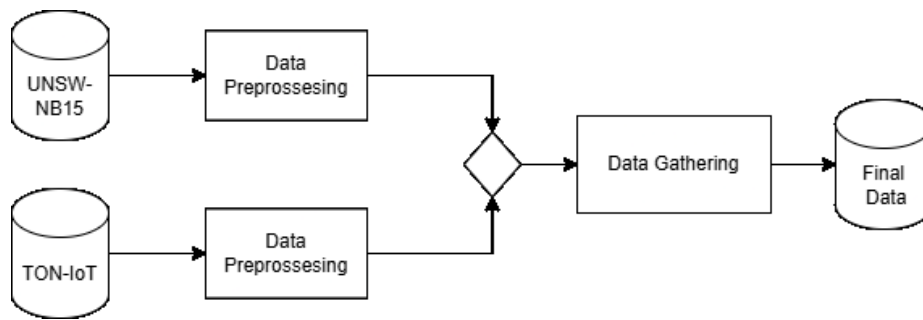 UNSW-
NB15
Data
Preprossesing
Data Gathering
Final
Data
TON-IoT
Data
Preprossesing